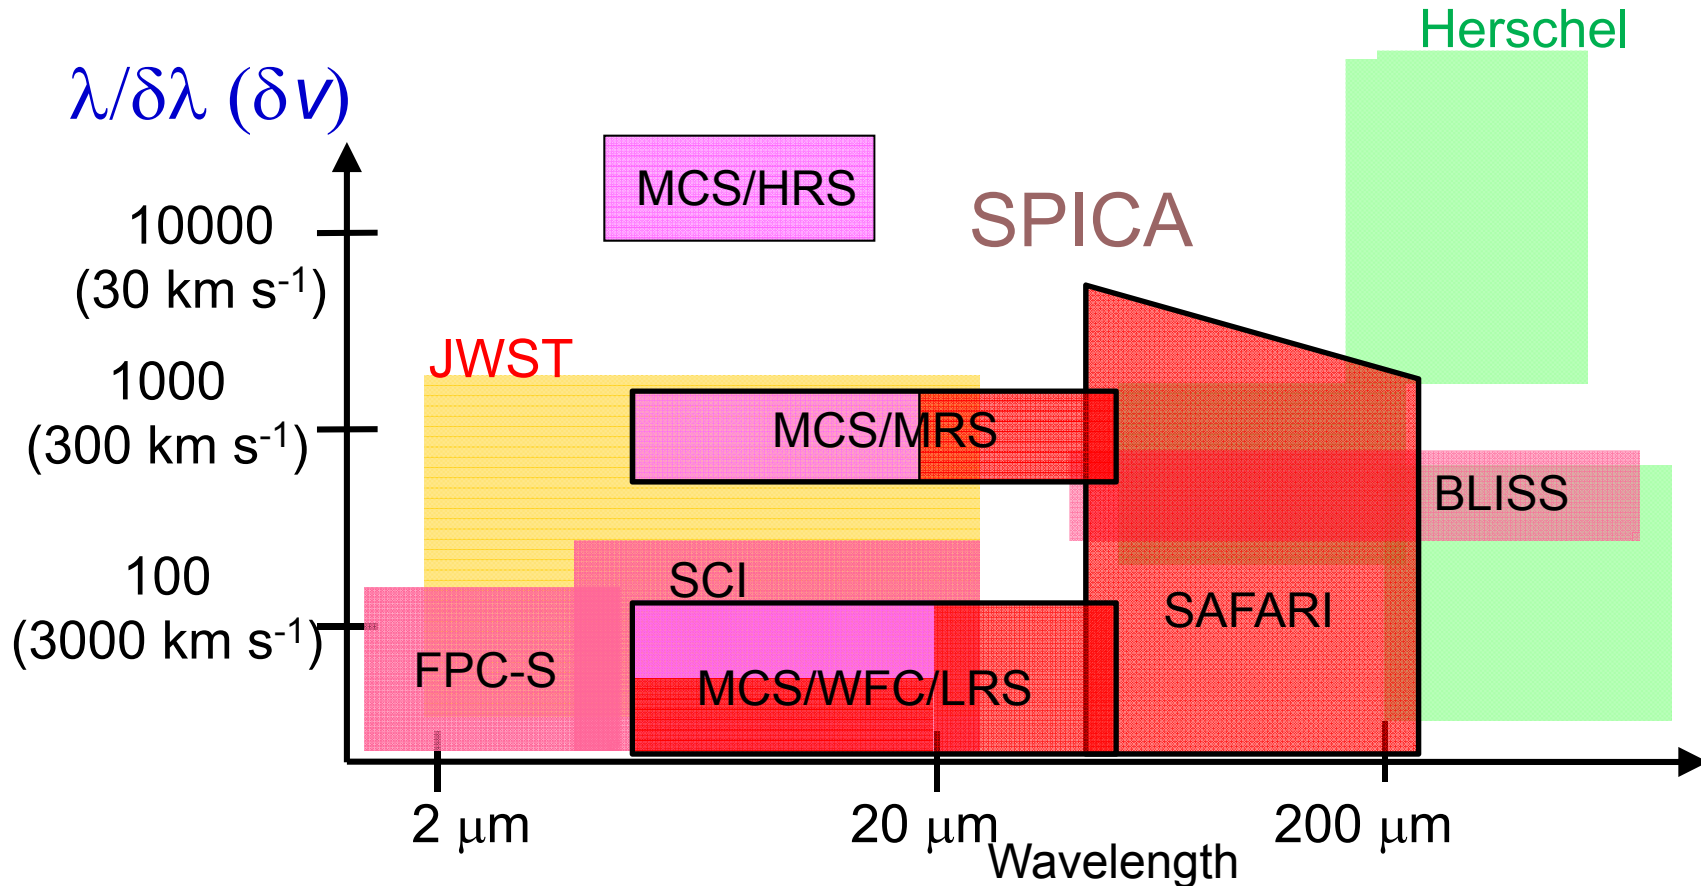 Herschel
λ/δλ (δv)
MCS/HRS
SPICA
10000
(30 km s-1)
JWST
1000
(300 km s-1)
MCS/MRS
BLISS
100
(3000 km s-1)
SCI
SAFARI
FPC-S
MCS/WFC/LRS
2 μm
20 μm
200 μm
Wavelength